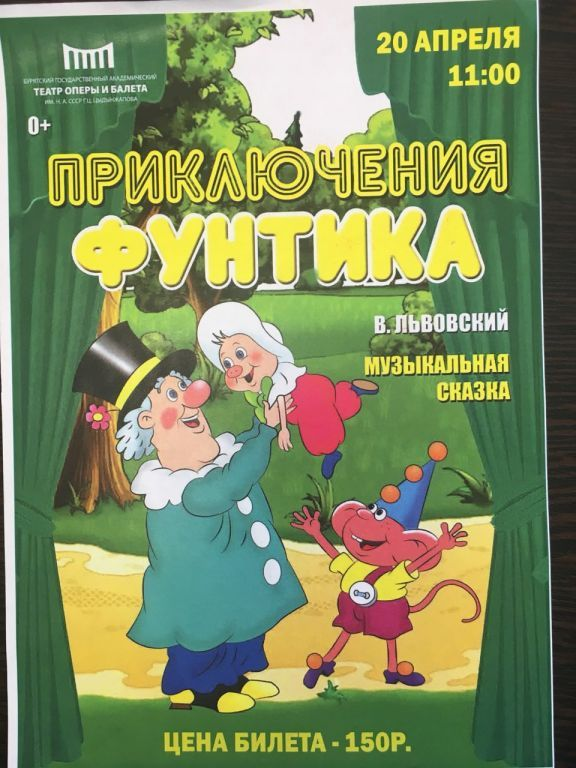 БУРЯТСКИЙ ГОСУДАРСТВЕННЫЙ АКАДЕМИЧЕСКИЙ
ТЕАТР ОПЕРЫ И БАЛЕТА
ИМ. Н. А. СССР Г.Ц. ЦЫДЫНЖАПОВА
0+
20 АПРЕЛЯ
11:00
ПРИКЛЮЧЕНИЯ
ФУНТИКА
В. ЛЬВОВСКИЙ
МУЗЫКАЛЬНАЯ
СКАЗКА
ЦЕНА БИЛЕТА - 150Р.